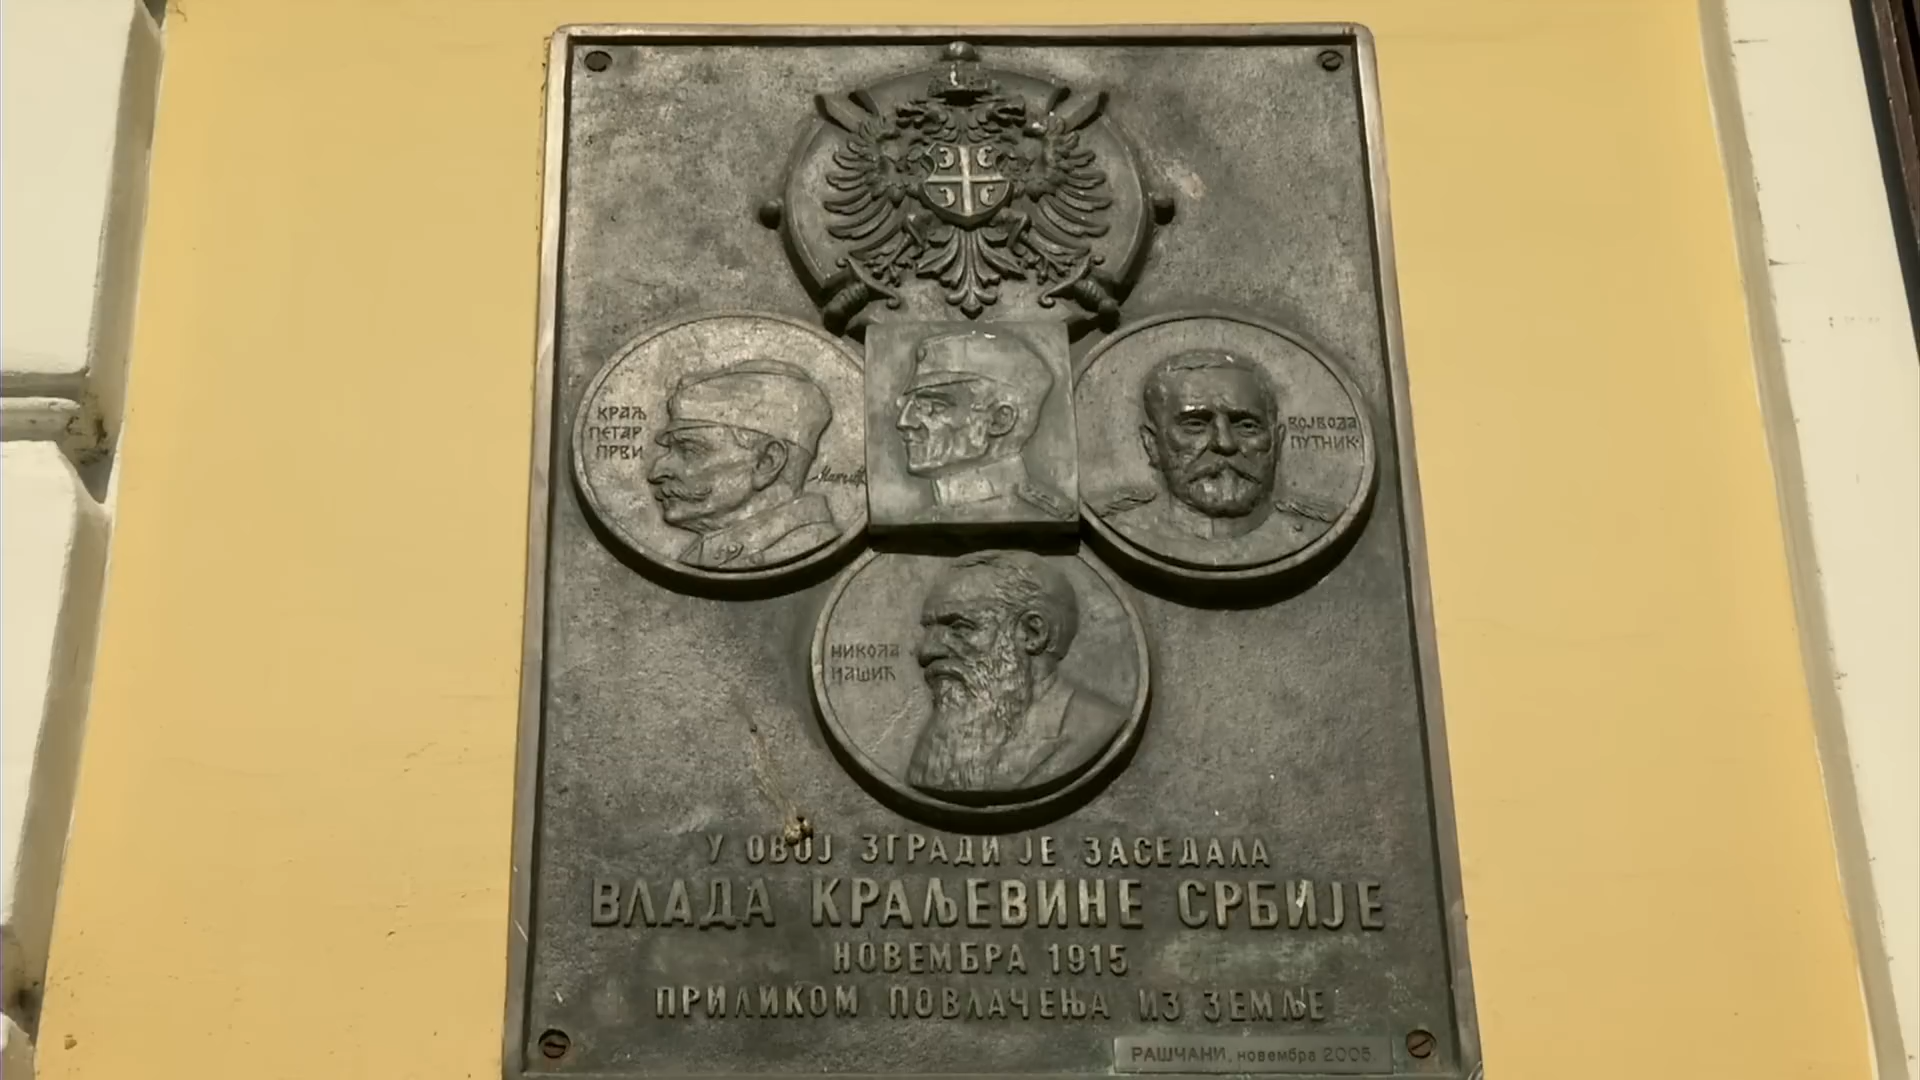 КРАЉ
ПЕТАР
ПРВИ
ВОЈВОДА
ПУТНИК
НИКОЛА
ПАШИЋ
У ОВОЈ ЗГРАДИ ЈЕ ЗАСЕДАЛА
ВЛАДА КРАЉЕВИНЕ СРБИЈЕ
НОВЕМБРА 1915
ПРИЛИКОМ ПОВЛАЧЕЊА ИЗ ЗЕМЉЕ
РАШЧАНИ, новембра 2005.